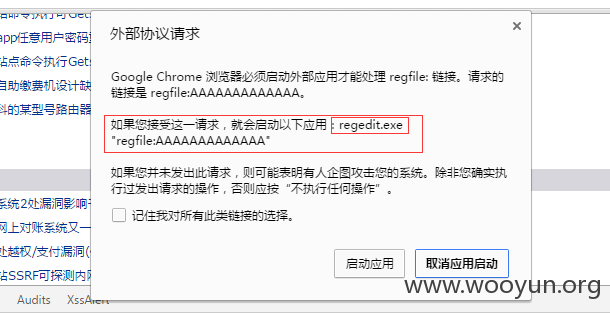 站命令执行可Gets
外部协议请求
app任意用户密码重
站点命令执行Gets
自助缴费机设计缺
科的某型号路由器
Google Chrome 浏览器必须启动外部应用才能处理 regfile: 链接。请求的
链接是 regfile:AAAAAAAAAAAAA。
如果您接受这一请求，就会启动以下应用：regedit.exe
"regfile:AAAAAAAAAAAAA"
如果您并未发出此请求，则可能表明有人企图攻击您的系统。除非您确实执
行过发出请求的操作，否则应按“不执行任何操作”。
记住我对所有此类链接的选择。
系统2处漏洞影响
网上对账系统又一
处越权/支付漏洞(
站SSRF可探测内网
启动应用
取消应用启动
www.wooyun.org
Audits
XssAlert